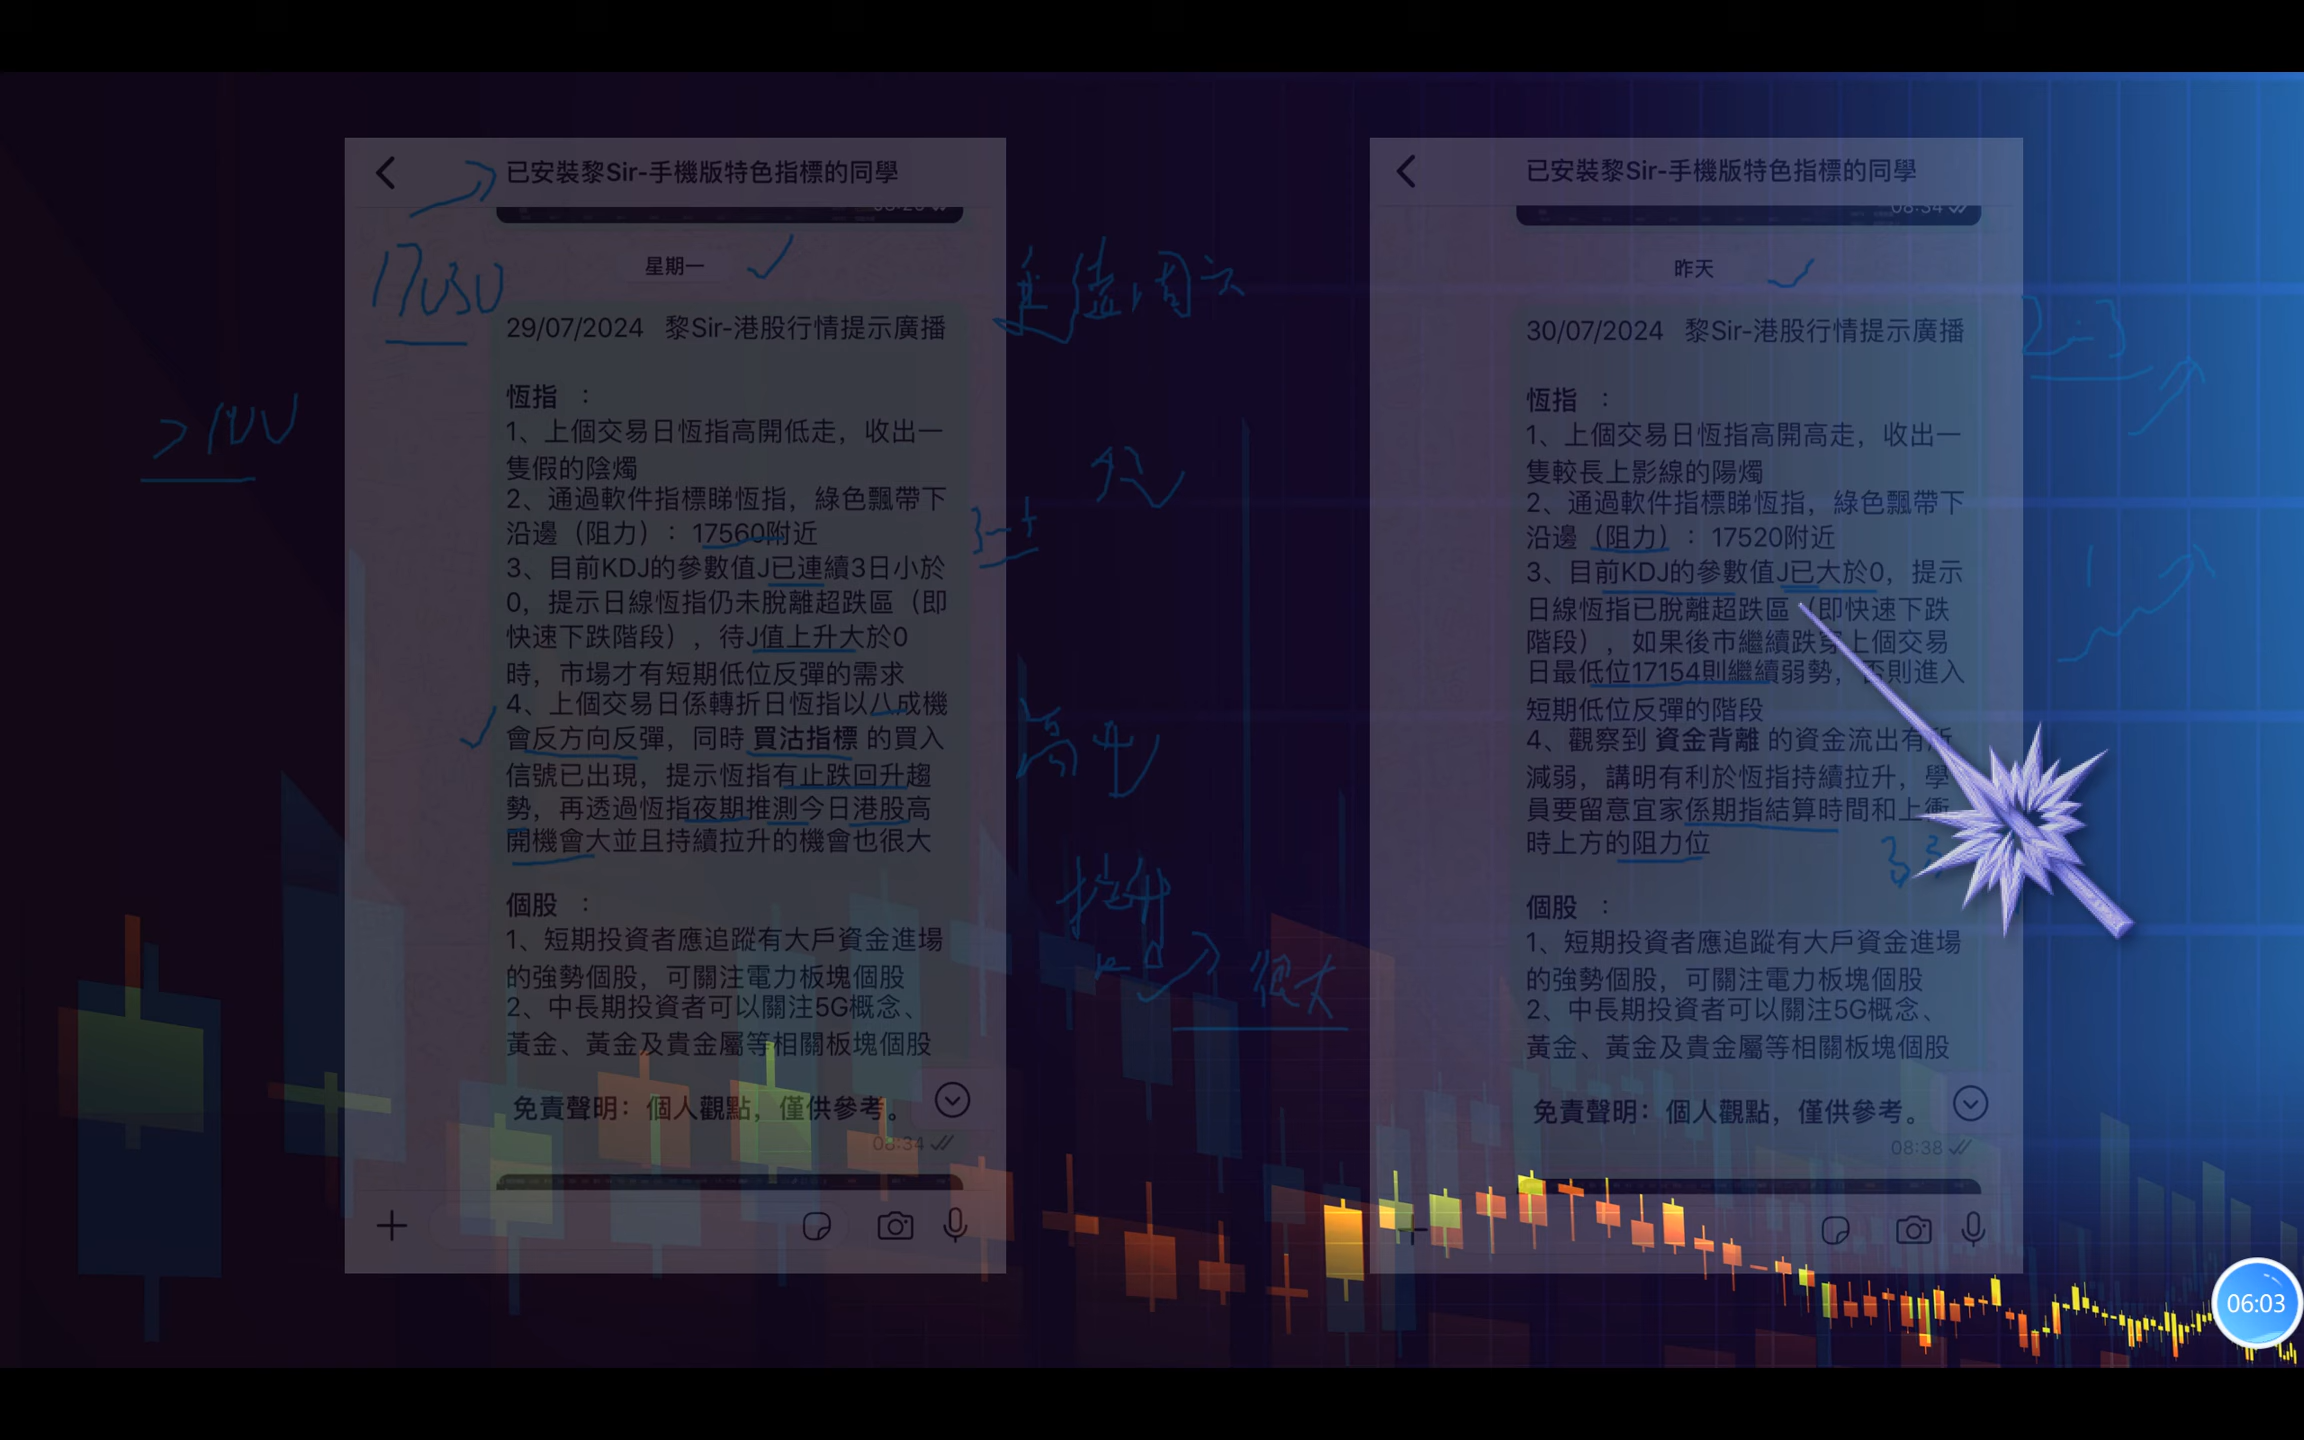 已安裝黎Sir-手機版特色指標的同學
星期一
17030
29/07/2024 黎Sir-港股行情提示廣播
恆指 :
1、上個交易日恆指高開低走，收出一
隻假的陰燭
2、通過軟件指標睇恆指，綠色飄帶下
沿邊（阻力）: 17560附近
3、目前KDJ的參數值J已連續3日小於
0，提示日線恆指仍未脫離超跌區（即
快速下跌階段），待J值上升大於0
時，市場才有短期低位反彈的需求
4、上個交易日係轉折日恆指以八成機
會反方向反彈，同時 買沽指標 的買入
信號已出現，提示恆指有止跌回升趨
勢，再透過恆指夜期推測今日港股高
開機會大並且持續拉升的機會也很大
個股 :
1、短期投資者應追蹤有大戶資金進場
的強勢個股，可關注電力板塊個股
2、中長期投資者可以關注5G概念、
黃金、黃金及貴金屬等相關板塊個股
免責聲明：個人觀點，僅供參考。
08:34
很大
已安裝黎Sir-手機版特色指標的同學
08:34
昨天
30/07/2024 黎Sir-港股行情提示廣播
恆指 :
1、上個交易日恆指高開高走，收出一
隻較長上影線的陽燭
2、通過軟件指標睇恆指，綠色飄帶下
沿邊（阻力）: 17520附近
3、目前KDJ的參數值J已大於0，提示
日線恆指已脫離超跌區（即快速下跌
階段），如果後市繼續跌穿上個交易
日最低位17154則繼續弱勢，否則進入
短期低位反彈的階段
4、觀察到 資金背離 的資金流出有所
減弱，講明有利於恆指持續拉升，學
員要留意宜家係期指結算時間和上衝
時上方的阻力位
個股 :
1、短期投資者應追蹤有大戶資金進場
的強勢個股，可關注電力板塊個股
2、中長期投資者可以關注5G概念、
黃金、黃金及貴金屬等相關板塊個股
免責聲明：個人觀點，僅供參考。
08:38
06:03